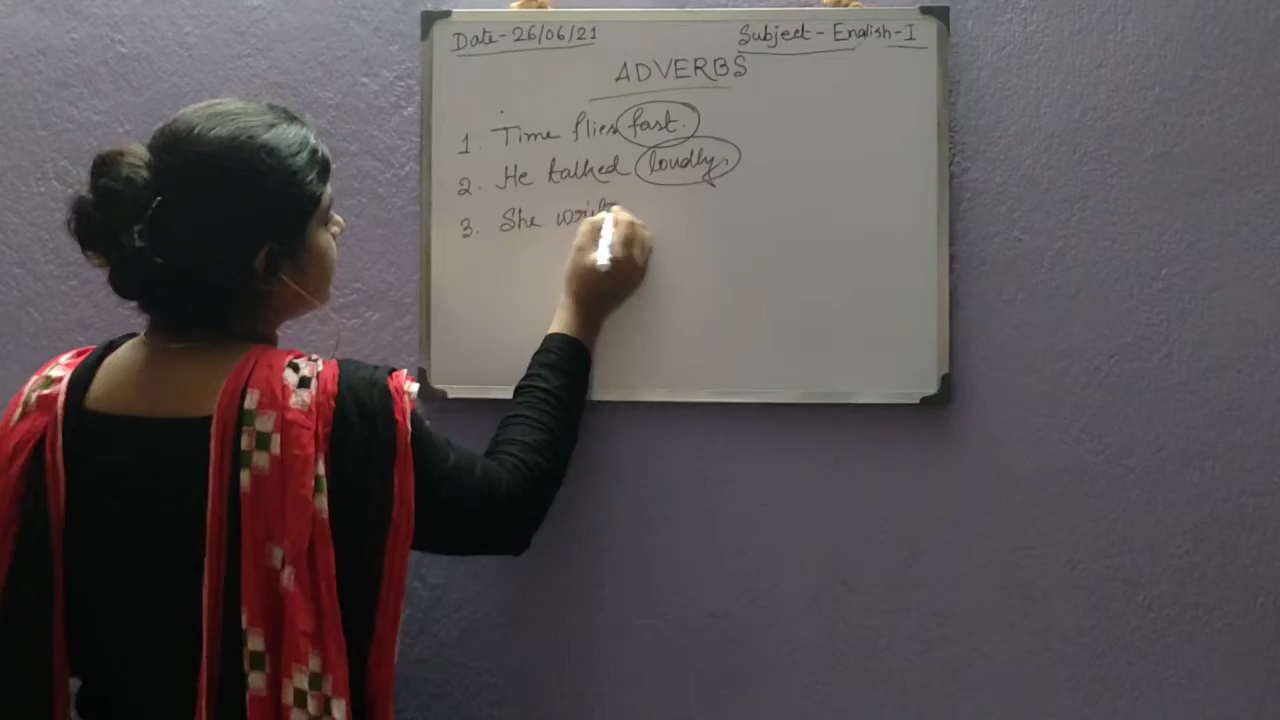 Date-26/06/21 Subject-English-I
ADVERBS
1. Time flies fast.
2. He talked loudly.
3. She